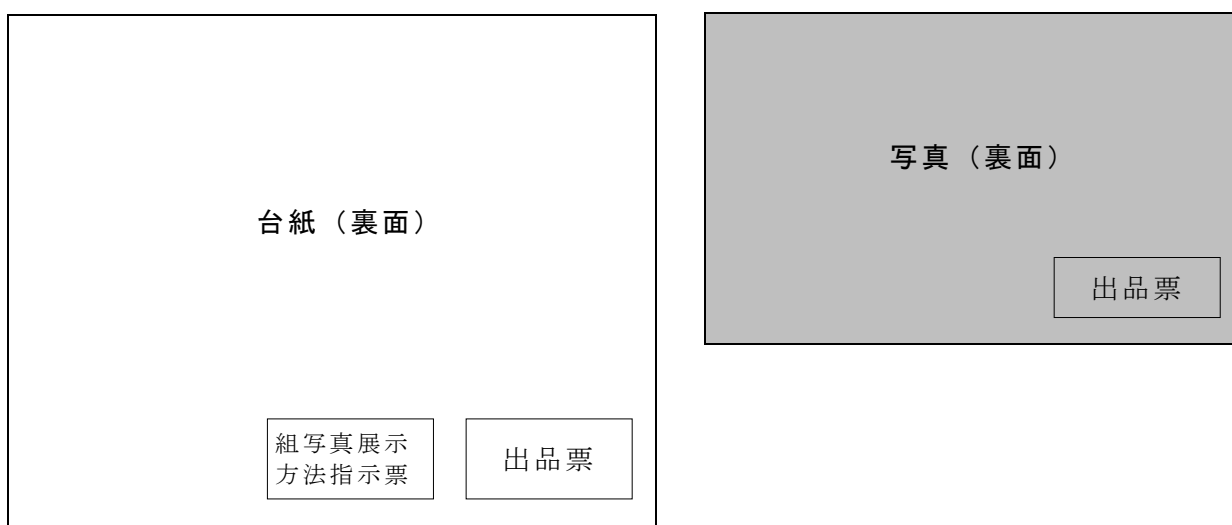 台紙（裏面）
組写真展示
方法指示票
出品票
写真（裏面）
出品票